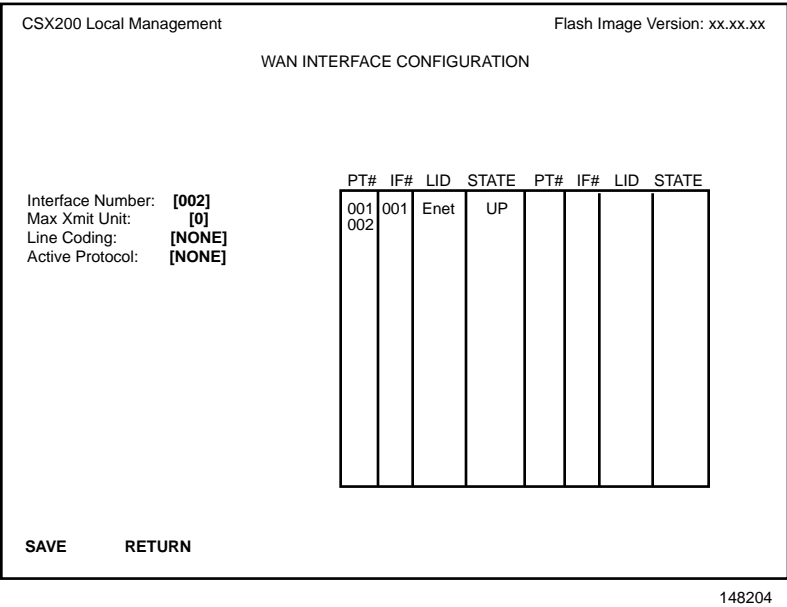 CSX200 Local Management Flash Image Version: xx.xx.xx
WAN INTERFACE CONFIGURATION
PT# IF# LID STATE PT# IF# LID STATE
Interface Number: [002]
Max Xmit Unit: [0]
Line Coding: [NONE]
Active Protocol: [NONE]
001 001 Enet UP
002
SAVE RETURN
148204